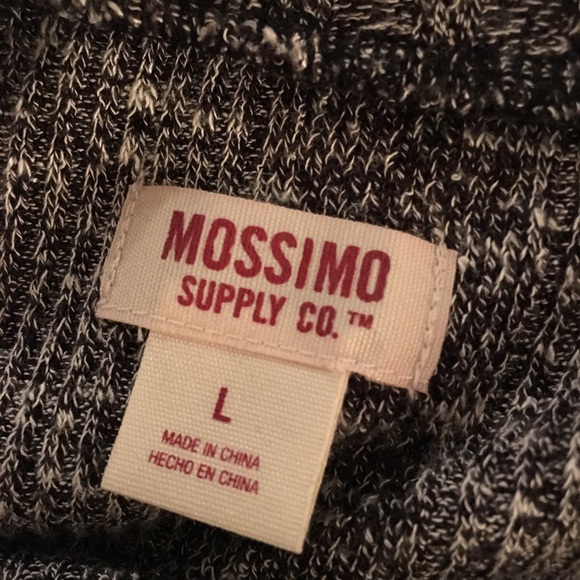 MOSSIMO
SUPPLY CO.™
L
MADE IN CHINA
HECHO EN CHINA